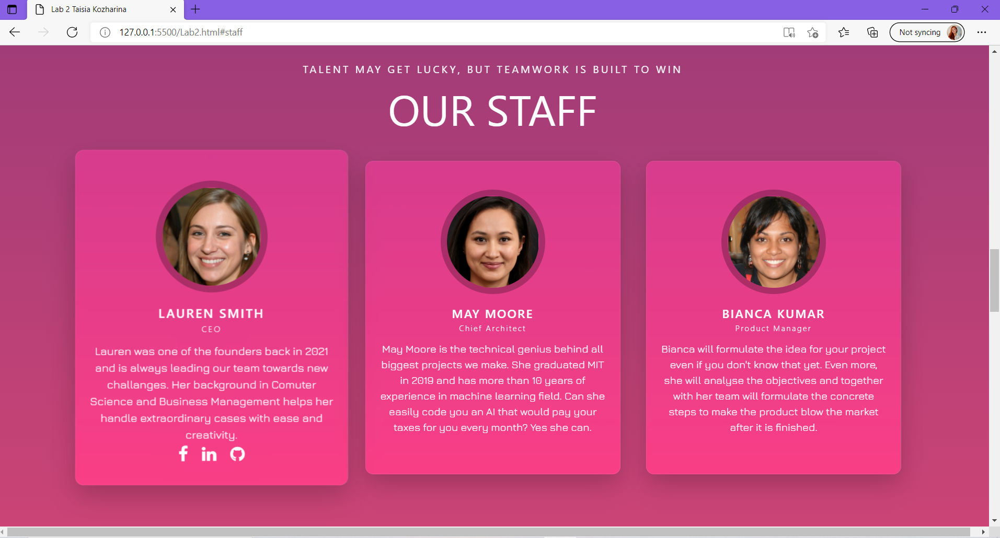 Lab 2 Taisia Kozharina
127.0.0.1:5500/Lab2.html#staff
Not syncing
TALENT MAY GET LUCKY, BUT TEAMWORK IS BUILT TO WIN
OUR STAFF
LAUREN SMITH
CEO
Lauren was one of the founders back in 2021
and is always leading our team towards new
challanges. Her background in Comuter
Science and Business Management helps her
handle extraordinary cases with ease and
creativity.
MAY MOORE
Chief Architect
May Moore is the technical genius behind all
biggest projects we make. She graduated MIT
in 2019 and has more than 10 years of
experience in machine learning field. Can she
easily code you an AI that would pay your
taxes for you every month? Yes she can.
BIANCA KUMAR
Product Manager
Bianca will formulate the idea for your project
even if you don't know that yet. Even more,
she will analyse the objectives and together
with her team will formulate the concrete
steps to make the product blow the market
after it is finished.